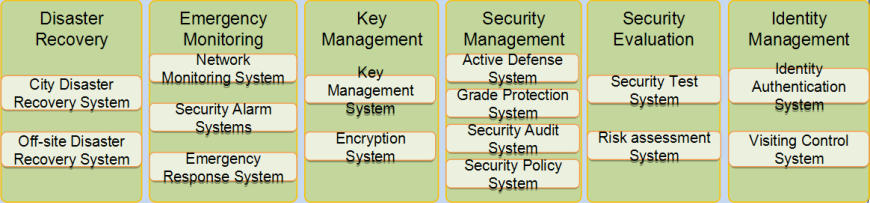 Disaster
Recovery
City Disaster
Recovery System
Off-site Disaster
Recovery System
Emergency
Monitoring
Network
Monitoring System
Security Alarm
Systems
Emergency
Response System
Key
Management
Key
Management
System
Encryption
System
Security
Management
Active Defense
System
Grade Protection
System
Security Audit
System
Security Policy
System
Security
Evaluation
Security Test
System
Risk assessment
System
Identity
Management
Identity
Authentication
System
Visiting Control
System